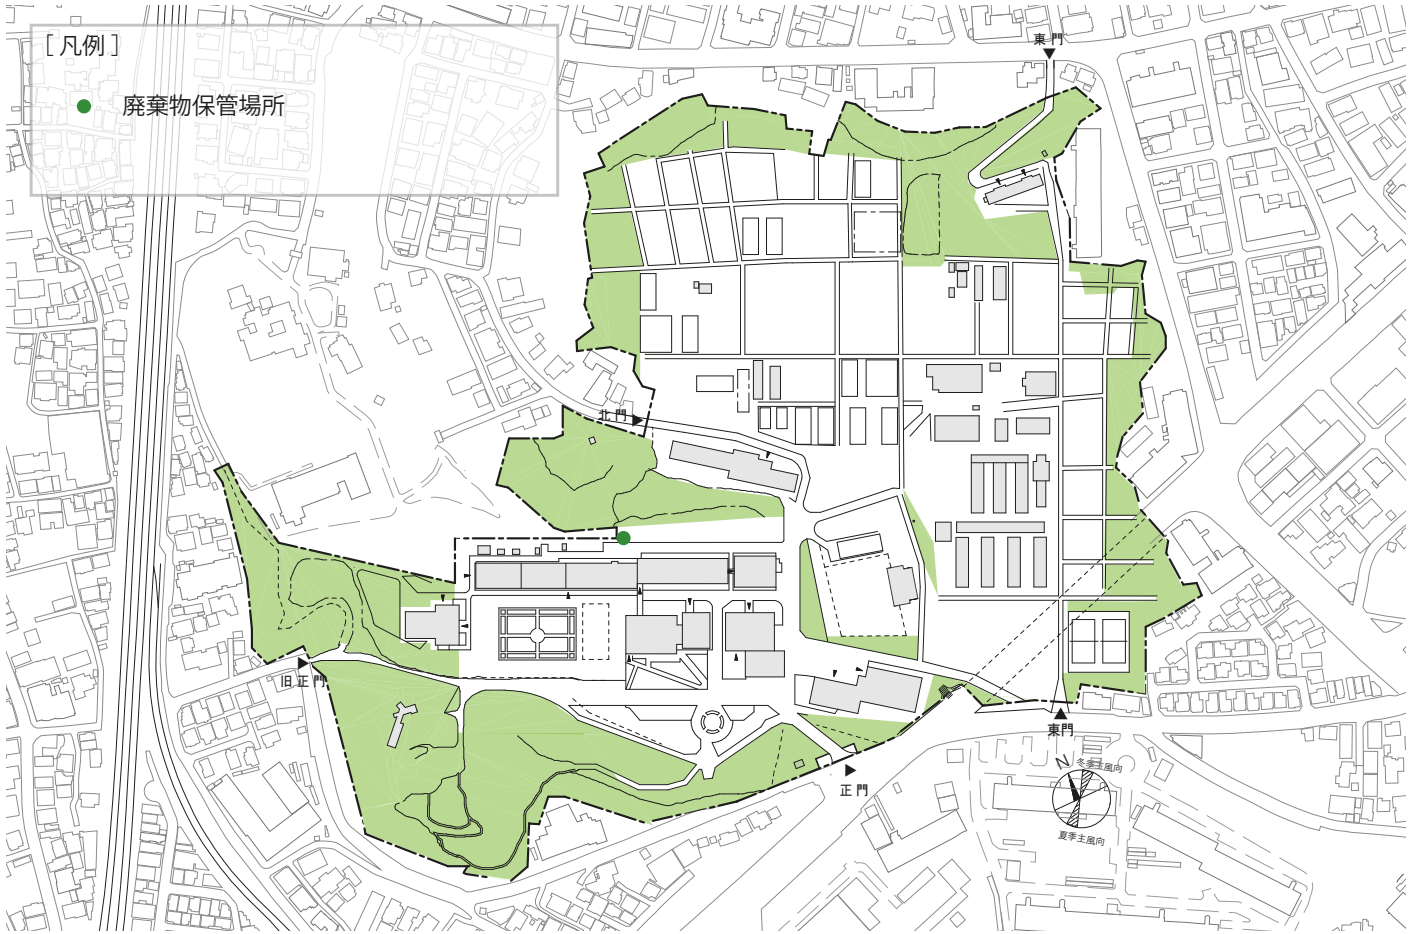 ［凡例］
廃棄物保管場所
東門
北門
旧正門
東門
正門
N
冬季主風向
夏季主風向